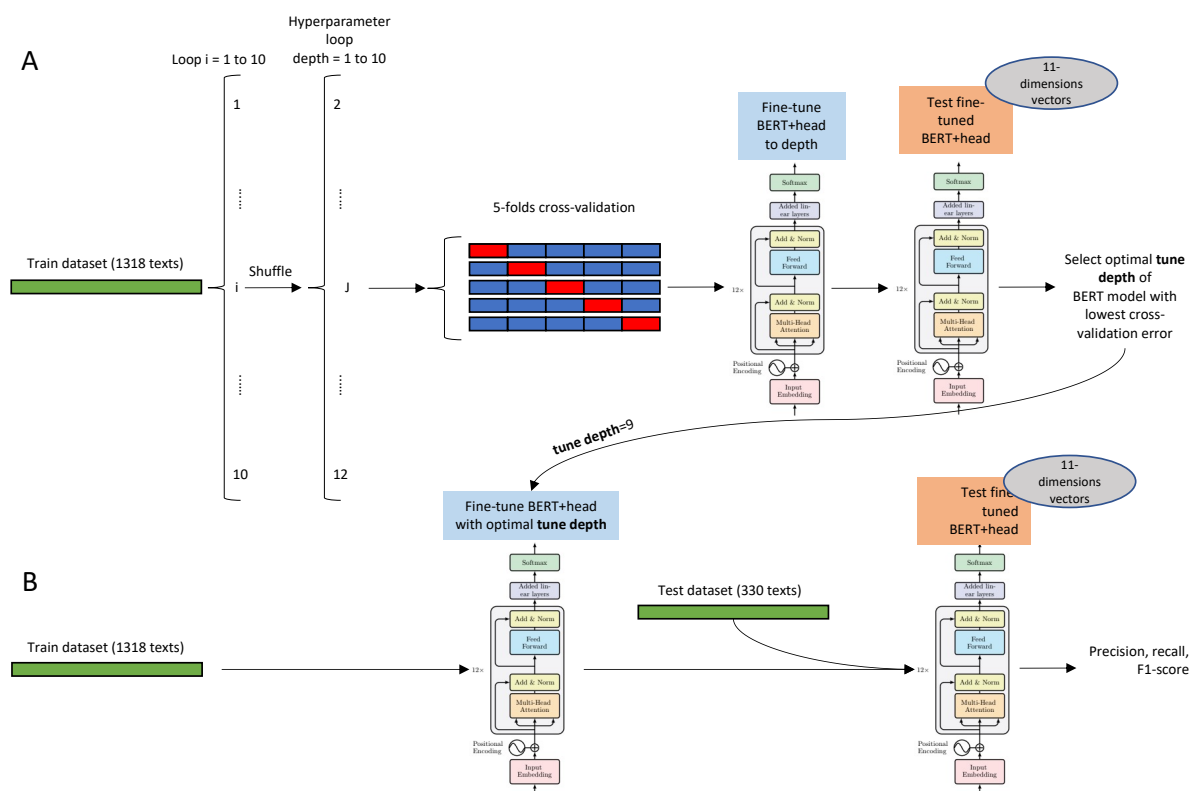 A
Loop i = 1 to 10
Hyperparameter
loop
depth = 1 to 10
1
......
i
......
10
2
......
J
......
12
Train dataset (1318 texts)
Shuffle
5-folds cross-validation
Fine-tune
BERT+head
to depth
Softmax
Added lin-
ear layers
Add & Norm
Feed
Forward
12×
Add & Norm
Multi-Head
Attention
Positional
Encoding
Input
Embedding
11-
dimensions
vectors
Test fine-
tuned
BERT+head
Softmax
Added lin-
ear layers
Add & Norm
Feed
Forward
12×
Add & Norm
Multi-Head
Attention
Positional
Encoding
Input
Embedding
Select optimal tune
depth of
BERT model with
lowest cross-
validation error
tune depth=9
B
Train dataset (1318 texts)
Fine-tune BERT+head
with optimal tune depth
Softmax
Added lin-
ear layers
Add & Norm
Feed
Forward
12×
Add & Norm
Multi-Head
Attention
Positional
Encoding
Input
Embedding
Test dataset (330 texts)
11-
dimensions
vectors
Test fine
tuned
BERT+head
Softmax
Added lin-
ear layers
Add & Norm
Feed
Forward
12×
Add & Norm
Multi-Head
Attention
Positional
Encoding
Input
Embedding
Precision, recall,
F1-score